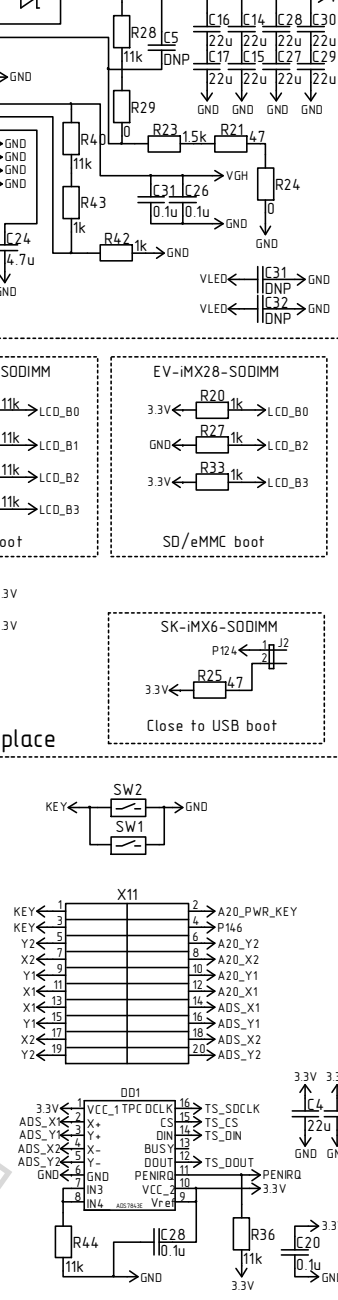 R28
11k
C5
DNP
C16 C14 C28 C30
22u 22u 22u 22u
C17 C15 C27 C29
22u 22u 22u 22u
GND GND GND GND
GND
R29
0
R23 1.5k R21 47
R40
11k
GND
GND
GND
GND
VGH
R24
0
GND
R43
1k
C31 C26
0.1u 0.1u
GND
C24
4.7u
GND
R42 1k GND
VLED C31 GND
DNP
VLED C32 GND
DNP
SODIMM
11k LCD_B0
11k LCD_B1
11k LCD_B2
11k LCD_B3
oot
EV-iMX28-SODIMM
3.3V R20 1k LCD_B0
GND R27 1k LCD_B2
3.3V R33 1k LCD_B3
SD/eMMC boot
.3V
.3V
SK-iMX6-SODIMM
P124 1 J2
2
3.3V R25 47
Close to USB boot
place
SW2
KEY GND
SW1
X11
KEY 1 2 A20_PWR_KEY
KEY 3 4 P146
Y2 5 6 A20_Y2
X2 7 8 A20_X2
Y1 9 10 A20_Y1
X1 11 12 A20_X1
X1 13 14 ADS_X1
Y1 15 16 ADS_Y1
X2 17 18 ADS_X2
Y2 19 20 ADS_Y2
DD1
3.3V 1 VCC_1 TPC DCLK 16 TS_SDCLK
ADS_X1 2 X+ CS 15 TS_CS
ADS_Y1 3 Y+ DIN 14 TS_DIN
ADS_X2 4 X- BUSY 13
ADS_Y2 5 Y- DOUT 12 TS_DOUT
GND 6 GND PENIRQ 11 PENIRQ
7 IN3 VCC_2 10 3.3V
8 IN4 ADS7843E Vref 9
3.3V 3.3
C4
22u
GND GN
R44
11k
C28
0.1u
GND
R36
11k
3.3V
3.3V
C20
0.1u
GND